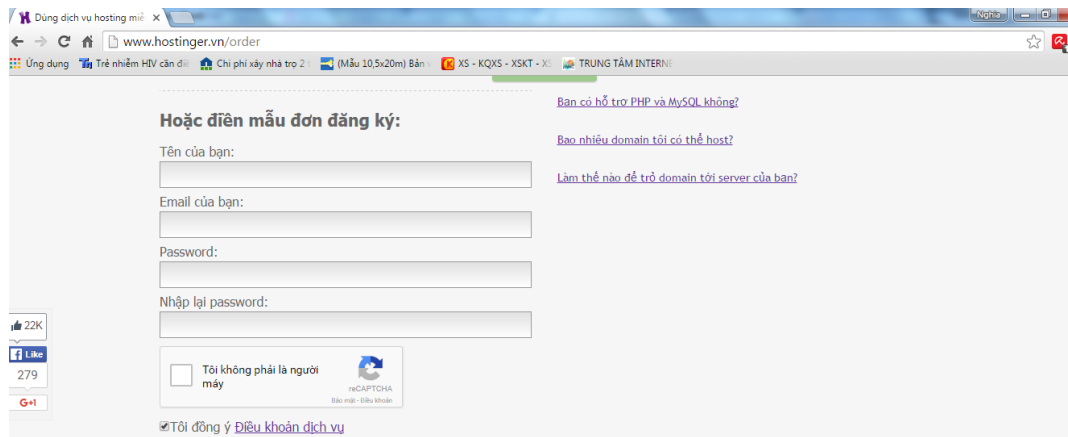 Dùng dịch vu hosting miễ
Nghĩa
www.hostinger.vn/order
Ứng dụng Trẻ nhiễm HIV cần đi Chi phí xây nhà tro 2 t (Mẫu 10,5x20m) Bản v XS - KQXS - XSKT - XS TRUNG TÂM INTERNE
Hoặc điền mẫu đơn đăng ký:
Tên của bạn:
Email của bạn:
Password:
Nhập lại password:
Tôi không phải là người
máy
reCAPTCHA
Bảo mật - Điều khoản
Tôi đồng ý Điều khoản dịch vụ
Bạn có hỗ trợ PHP và MySQL không?
Bao nhiêu domain tôi có thể host?
Làm thế nào để trỏ domain tới server của bạn?
22K
Like
279
G+1